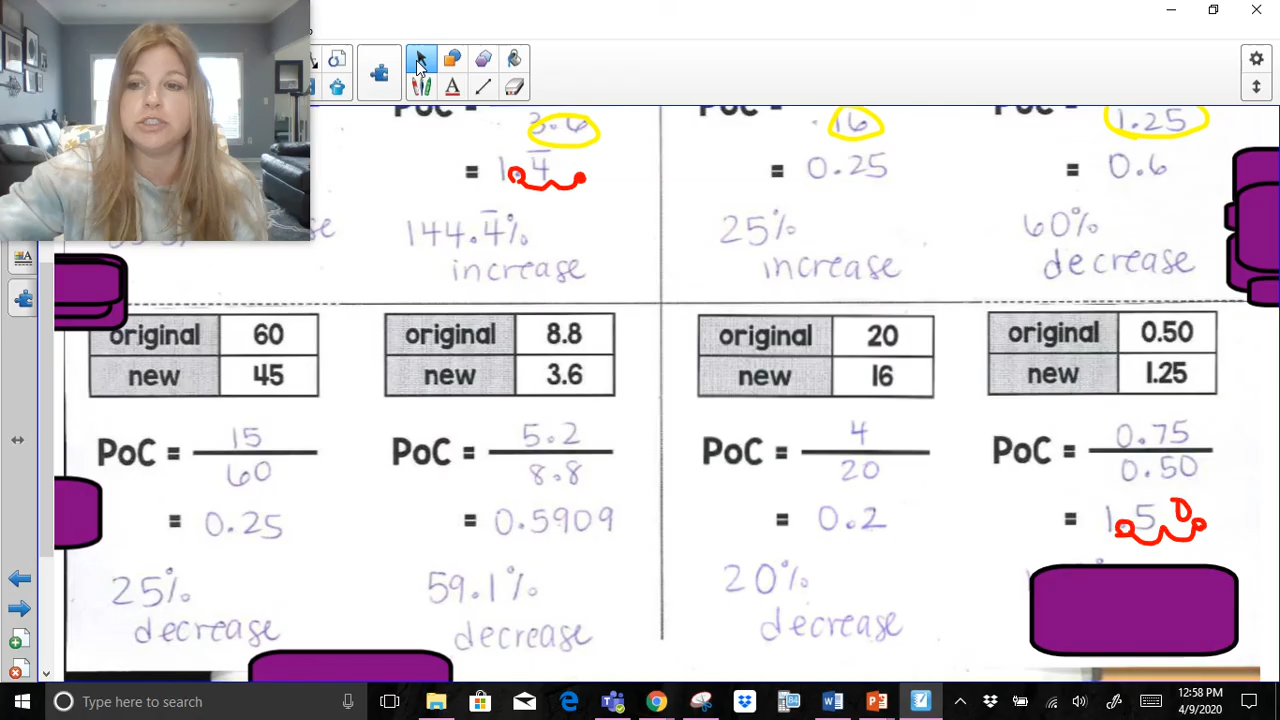 PoC =
3.6
= 1.4̅
144.4̅%
increase
16
= 0.25
25%
increase
1.25
= 0.6
60%
decrease
original 60
new 45
PoC = 15
60
= 0.25
25%
decrease
original 8.8
new 3.6
PoC = 5.2
8.8
= 0.5909
59.1%
decrease
original 20
new 16
PoC = 4
20
= 0.2
20%
decrease
original 0.50
new 1.25
PoC = 0.75
0.50
= 1.50
Type here to search
12:58 PM
4/9/2020